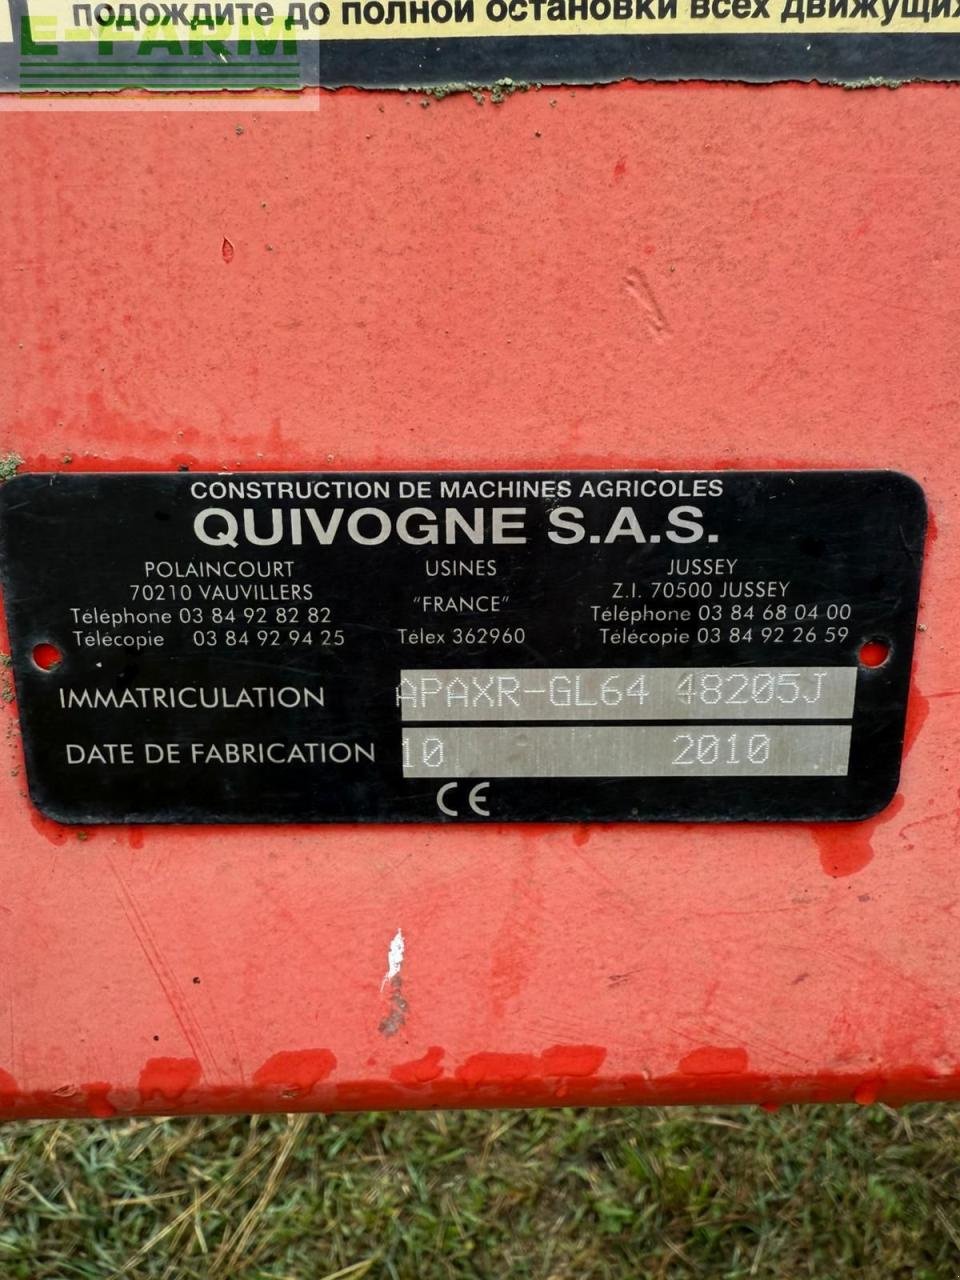 подождите до полной остановки всех движущих
E-FARM
CONSTRUCTION DE MACHINES AGRICOLES
QUIVOGNE S.A.S.
POLAINCOURT
70210 VAUVILLERS
Téléphone 03 84 92 82 82
Télécopie 03 84 92 94 25
USINES
"FRANCE"
Télex 362960
JUSSEY
Z.I. 70500 JUSSEY
Téléphone 03 84 68 04 00
Télécopie 03 84 92 26 59
IMMATRICULATION APAXR-GL64 48205J
DATE DE FABRICATION 10 2010
CE